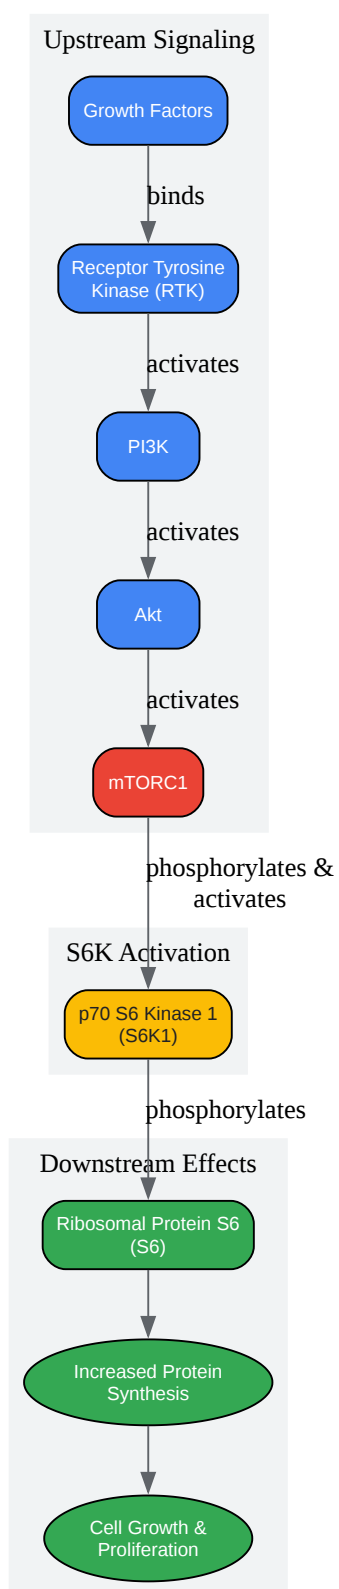 Upstream Signaling
Growth Factors
binds
Receptor Tyrosine
Kinase (RTK)
activates
PI3K
activates
Akt
activates
mTORC1
phosphorylates &
activates
S6K Activation
p70 S6 Kinase 1
(S6K1)
phosphorylates
Downstream Effects
Ribosomal Protein S6
(S6)
Increased Protein
Synthesis
Cell Growth &
Proliferation